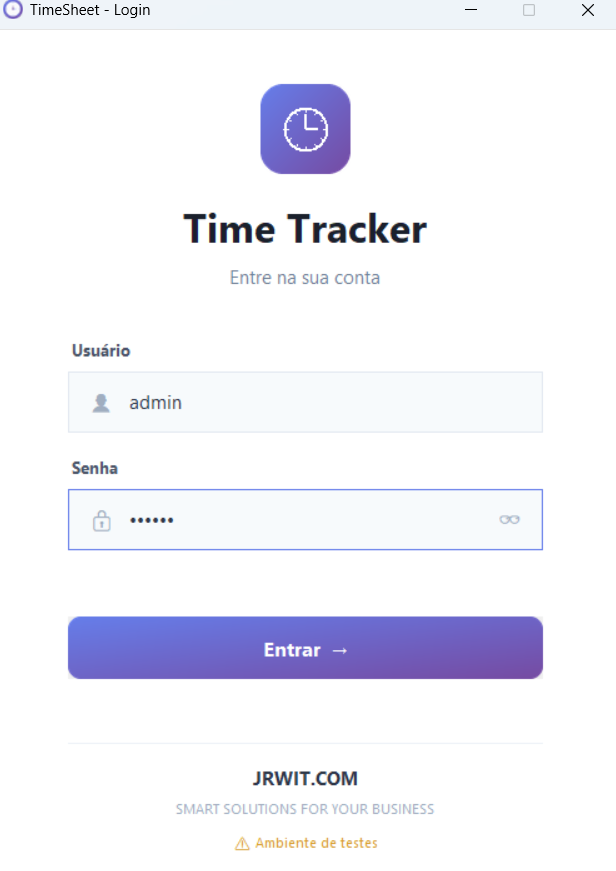 TimeSheet - Login
Time Tracker
Entre na sua conta
Usuário
admin
Senha
••••••
Entrar →
JRWIT.COM
SMART SOLUTIONS FOR YOUR BUSINESS
⚠ Ambiente de testes